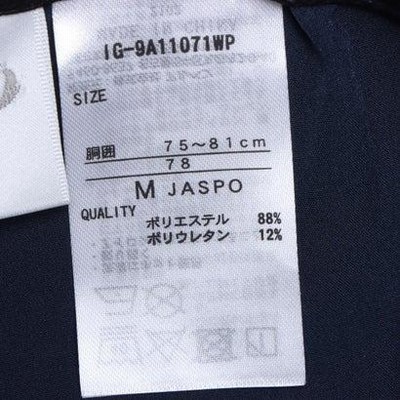 IG-9A11071WP
SIZE
胴囲 75～81cm
78
M JASPO
QUALITY
ポリエステル 88%
ポリウレタン 12%